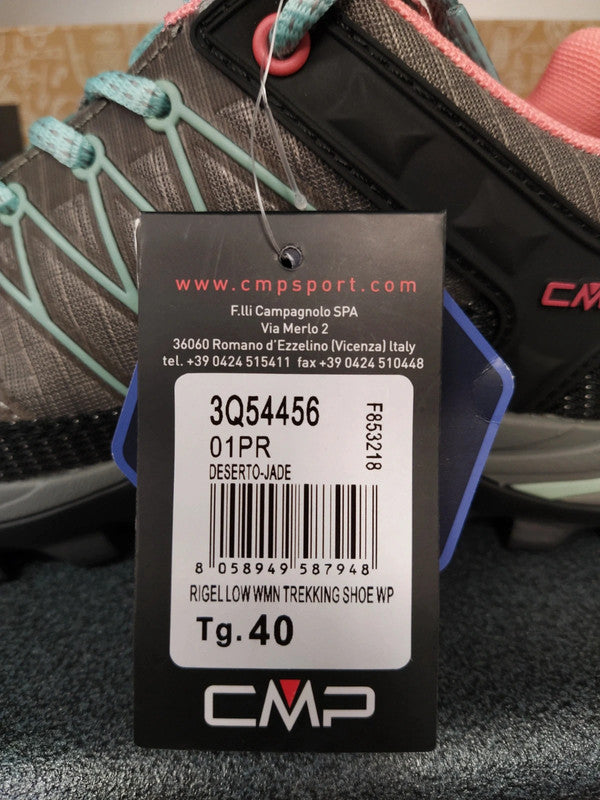 www.cmpsport.com
F.lli Campagnolo SPA
Via Merlo 2
36060 Romano d'Ezzelino (Vicenza) Italy
tel. +39 0424 515411 fax +39 0424 510448
3Q54456
01PR
DESERTO-JADE
F853218
8 058949 587948
RIGEL LOW WMN TREKKING SHOE WP
Tg. 40
CMP
CMP